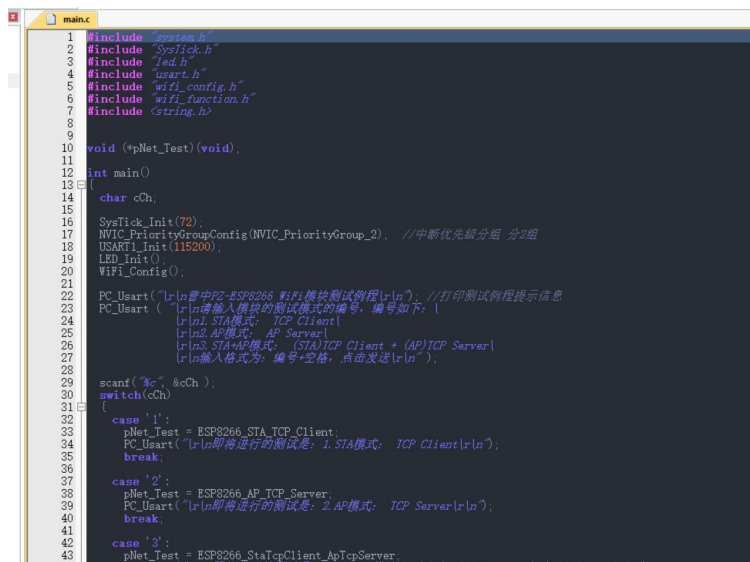 main.c
1 #include "system.h"
2 #include "SysTick.h"
3 #include "led.h"
4 #include "usart.h"
5 #include "wifi_config.h"
6 #include "wifi_function.h"
7 #include <string.h>
8
9
10 void (*pNet_Test)(void);
11
12 int main()
13 {
14 char cCh;
15
16 SysTick_Init(72);
17 NVIC_PriorityGroupConfig(NVIC_PriorityGroup_2); //中断优先级分组 分2组
18 USART1_Init(115200);
19 LED_Init();
20 WiFi_Config();
21
22 PC_Usart("\r\n普中PZ-ESP8266 WiFi模块测试例程\r\n"); //打印测试例程提示信息
23 PC_Usart ( "\r\n请输入模块的测试模式的编号，编号如下：\
24 \r\n1.STA模式： TCP Client\
25 \r\n2.AP模式： AP Server\
26 \r\n3.STA+AP模式： (STA)TCP Client + (AP)TCP Server\
27 \r\n输入格式为：编号+空格，点击发送\r\n" );
28
29 scanf("%c", &cCh );
30 switch(cCh)
31 {
32 case '1':
33 pNet_Test = ESP8266_STA_TCP_Client;
34 PC_Usart("\r\n即将进行的测试是：1.STA模式： TCP Client\r\n");
35 break;
36
37 case '2':
38 pNet_Test = ESP8266_AP_TCP_Server;
39 PC_Usart("\r\n即将进行的测试是：2.AP模式： TCP Server\r\n");
40 break;
41
42 case '3':
43 pNet_Test = ESP8266_StaTcpClient_ApTcpServer;